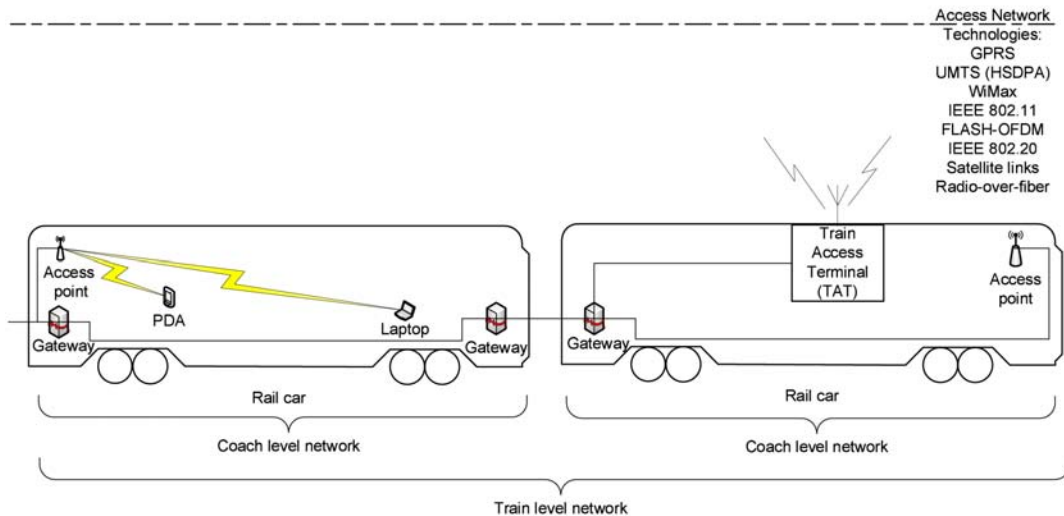 Access Network
Technologies:
GPRS
UMTS (HSDPA)
WiMax
IEEE 802.11
FLASH-OFDM
IEEE 802.20
Satellite links
Radio-over-fiber
Access
point
PDA
Laptop
Gateway
Gateway
Train
Access
Terminal
(TAT)
Access
point
Gateway
Rail car
Rail car
Coach level network
Coach level network
Train level network